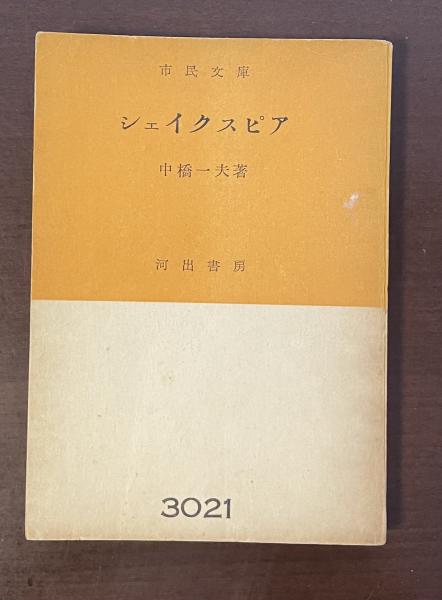 市民文庫
シェイクスピア
中橋一夫著
河出書房
3021